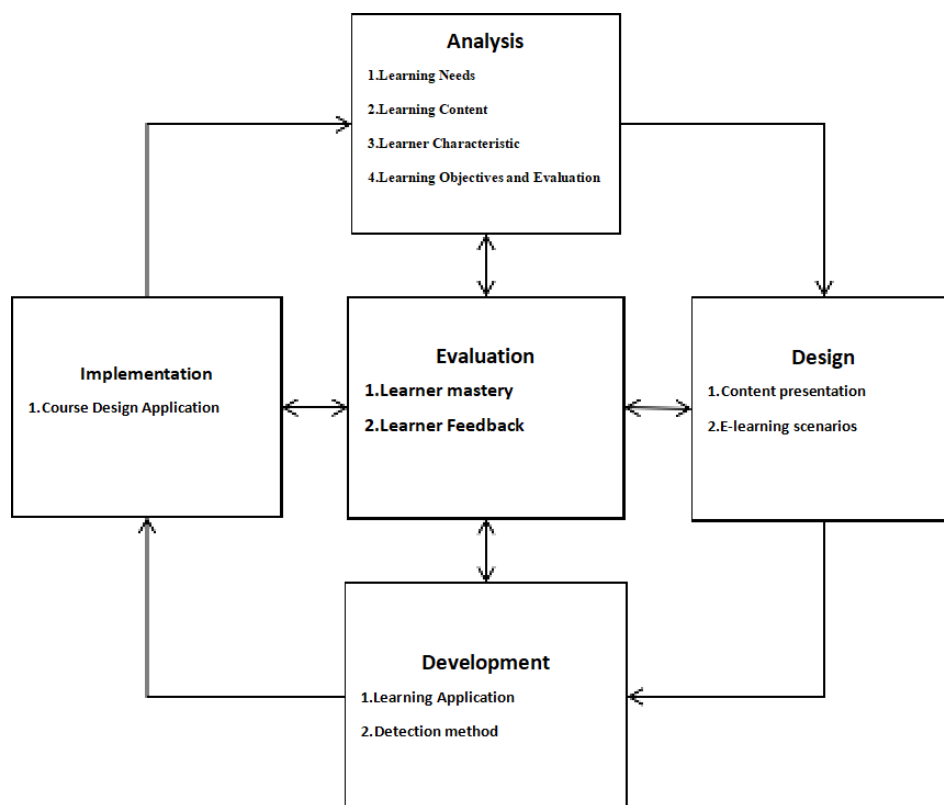 Analysis
1.Learning Needs
2.Learning Content
3.Learner Characteristic
4.Learning Objectives and Evaluation
Implementation
1.Course Design Application
Evaluation
1.Learner mastery
2.Learner Feedback
Design
1.Content presentation
2.E-learning scenarios
Development
1.Learning Application
2.Detection method